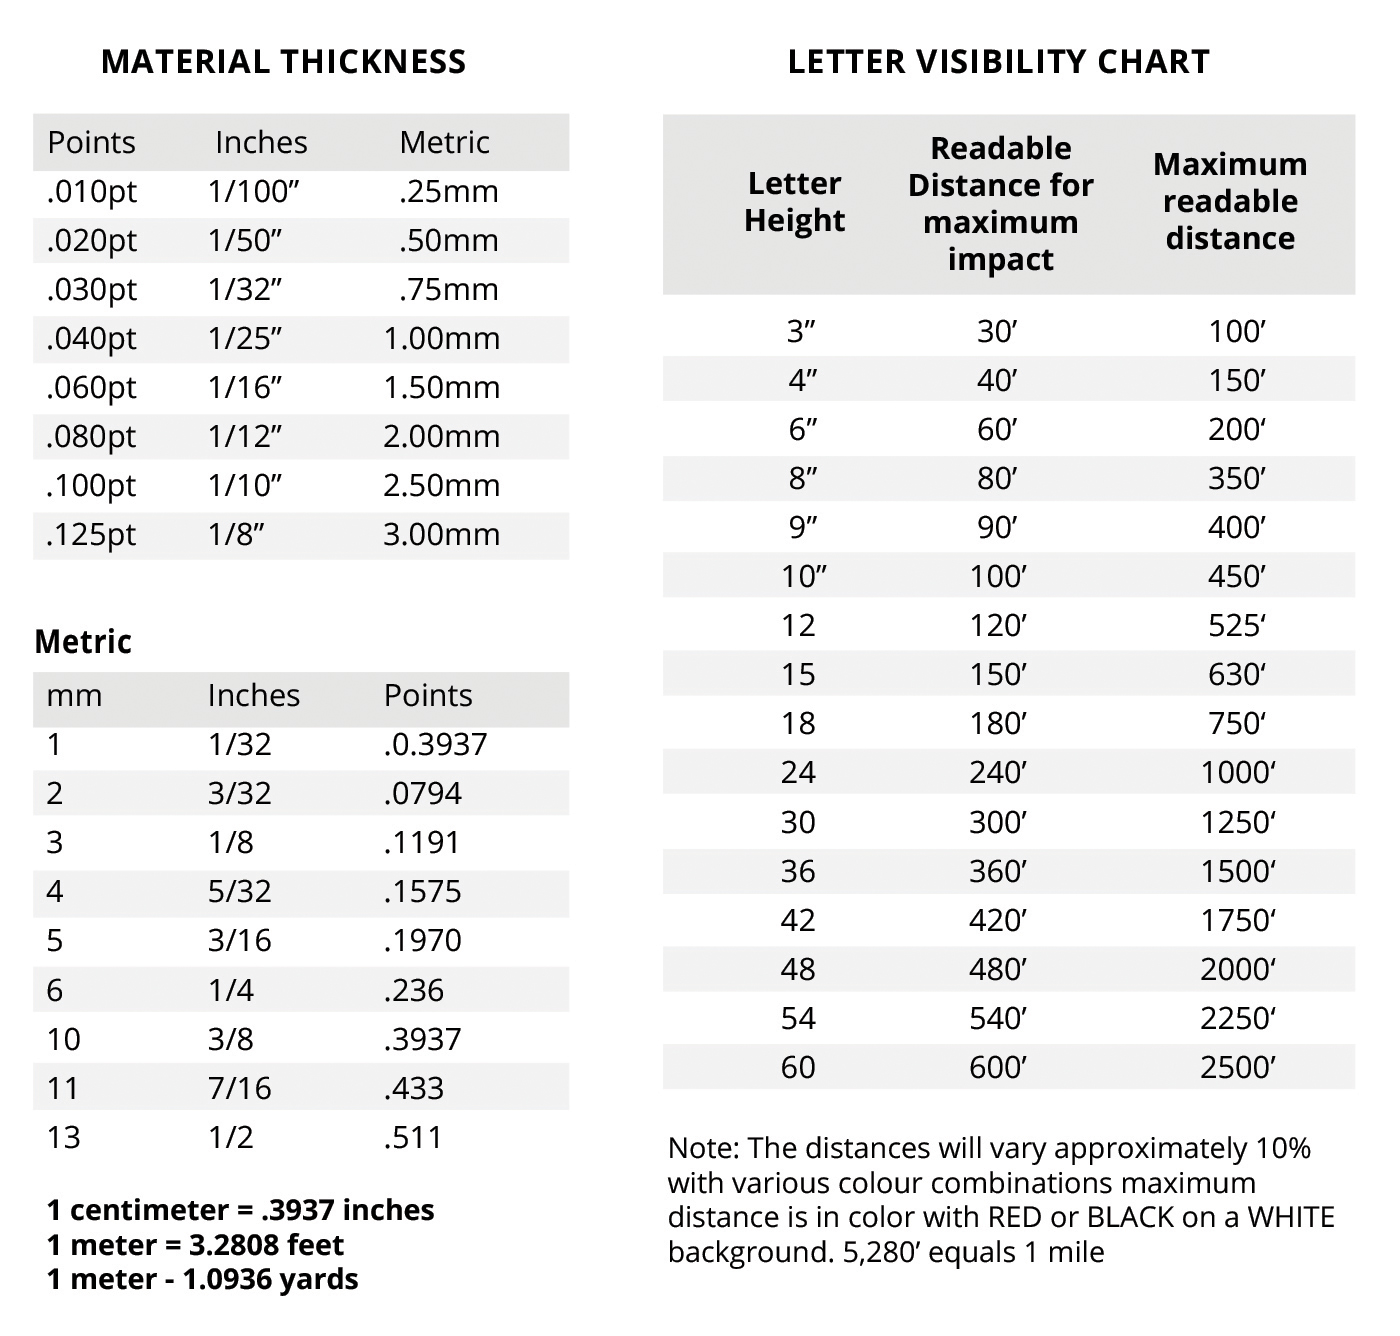 MATERIAL THICKNESS
Points Inches Metric
.010pt 1/100” .25mm
.020pt 1/50” .50mm
.030pt 1/32” .75mm
.040pt 1/25” 1.00mm
.060pt 1/16” 1.50mm
.080pt 1/12” 2.00mm
.100pt 1/10” 2.50mm
.125pt 1/8” 3.00mm
Metric
mm Inches Points
1 1/32 .0.3937
2 3/32 .0794
3 1/8 .1191
4 5/32 .1575
5 3/16 .1970
6 1/4 .236
10 3/8 .3937
11 7/16 .433
13 1/2 .511
1 centimeter = .3937 inches
1 meter = 3.2808 feet
1 meter - 1.0936 yards
LETTER VISIBILITY CHART
Letter
Height
Readable
Distance for
maximum
impact
Maximum
readable
distance
3” 30’ 100’
4” 40’ 150’
6” 60’ 200‘
8” 80’ 350’
9” 90’ 400’
10” 100’ 450’
12 120’ 525‘
15 150’ 630‘
18 180’ 750‘
24 240’ 1000‘
30 300’ 1250‘
36 360’ 1500‘
42 420’ 1750‘
48 480’ 2000‘
54 540’ 2250‘
60 600’ 2500’
Note: The distances will vary approximately 10%
with various colour combinations maximum
distance is in color with RED or BLACK on a WHITE
background. 5,280’ equals 1 mile